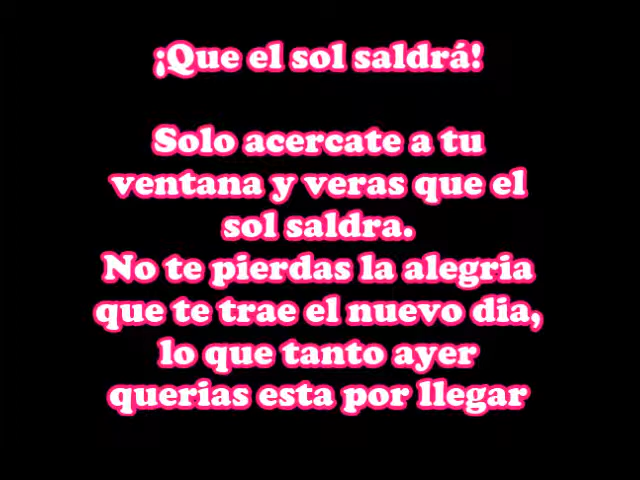 ¡Que el sol saldrá!
Solo acercate a tu
ventana y veras que el
sol saldra.
No te pierdas la alegria
que te trae el nuevo dia,
lo que tanto ayer
querias esta por llegar